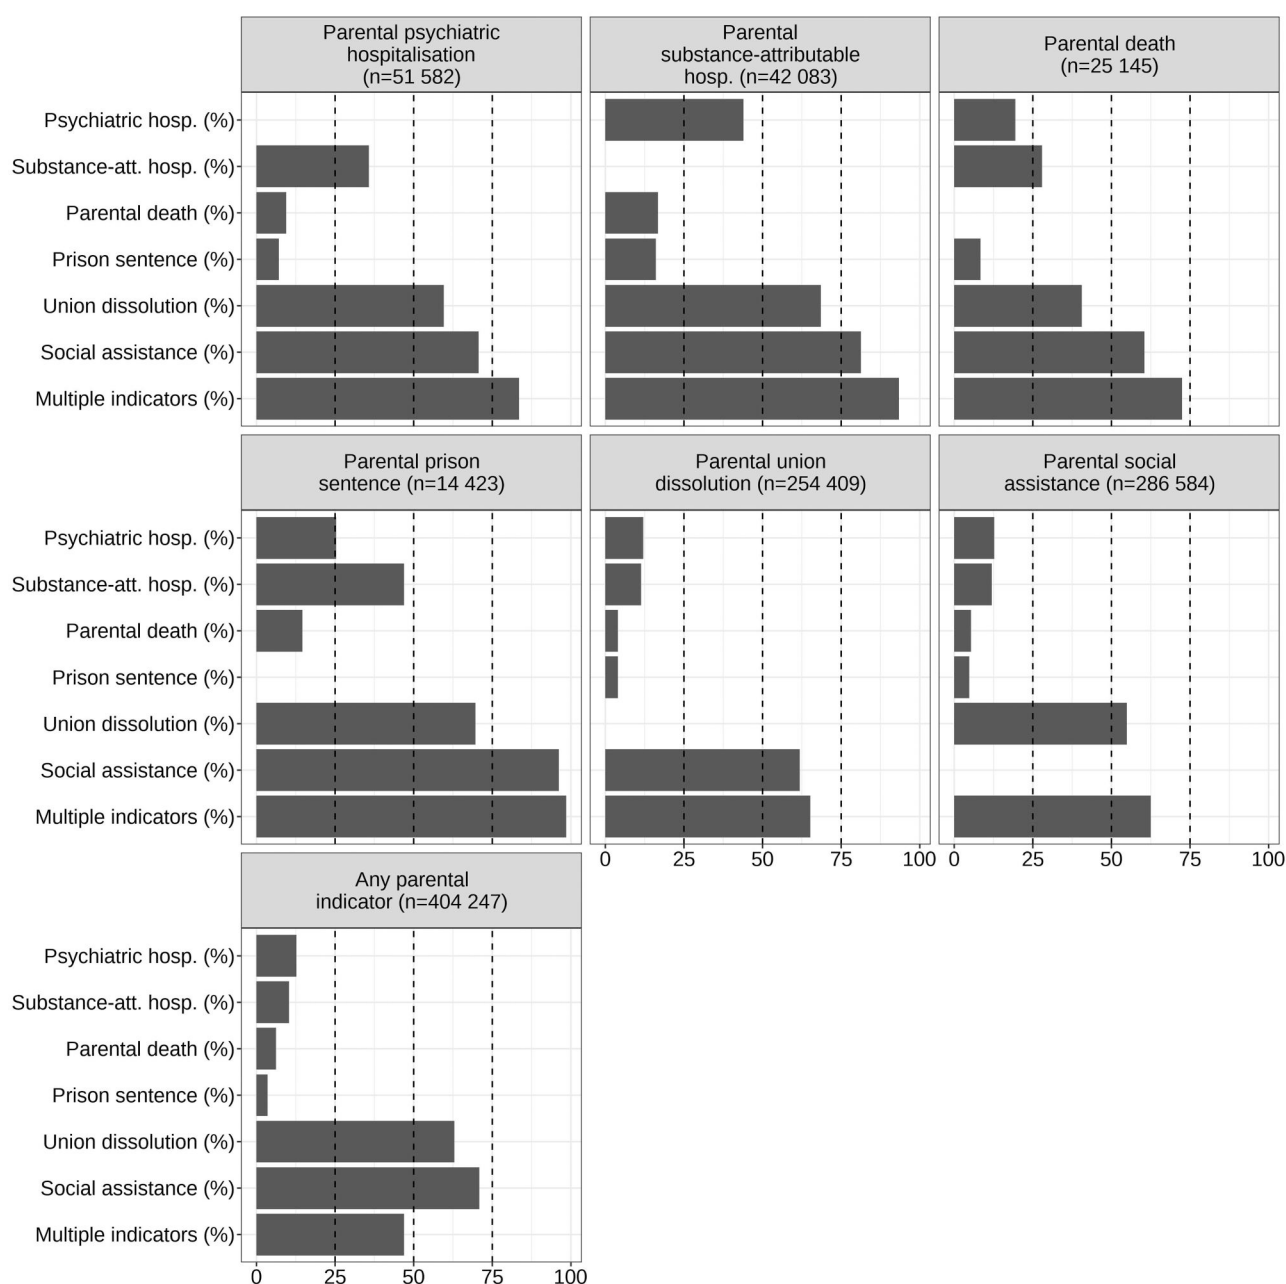 Parental psychiatric
hospitalisation
(n=51 582)
Parental
substance-attributable
hosp. (n=42 083)
Parental death
(n=25 145)
Psychiatric hosp. (%)
Substance-att. hosp. (%)
Parental death (%)
Prison sentence (%)
Union dissolution (%)
Social assistance (%)
Multiple indicators (%)
Parental prison
sentence (n=14 423)
Parental union
dissolution (n=254 409)
Parental social
assistance (n=286 584)
Psychiatric hosp. (%)
Substance-att. hosp. (%)
Parental death (%)
Prison sentence (%)
Union dissolution (%)
Social assistance (%)
Multiple indicators (%)
0 25 50 75 100
0 25 50 75 100
Any parental
indicator (n=404 247)
Psychiatric hosp. (%)
Substance-att. hosp. (%)
Parental death (%)
Prison sentence (%)
Union dissolution (%)
Social assistance (%)
Multiple indicators (%)
0 25 50 75 100